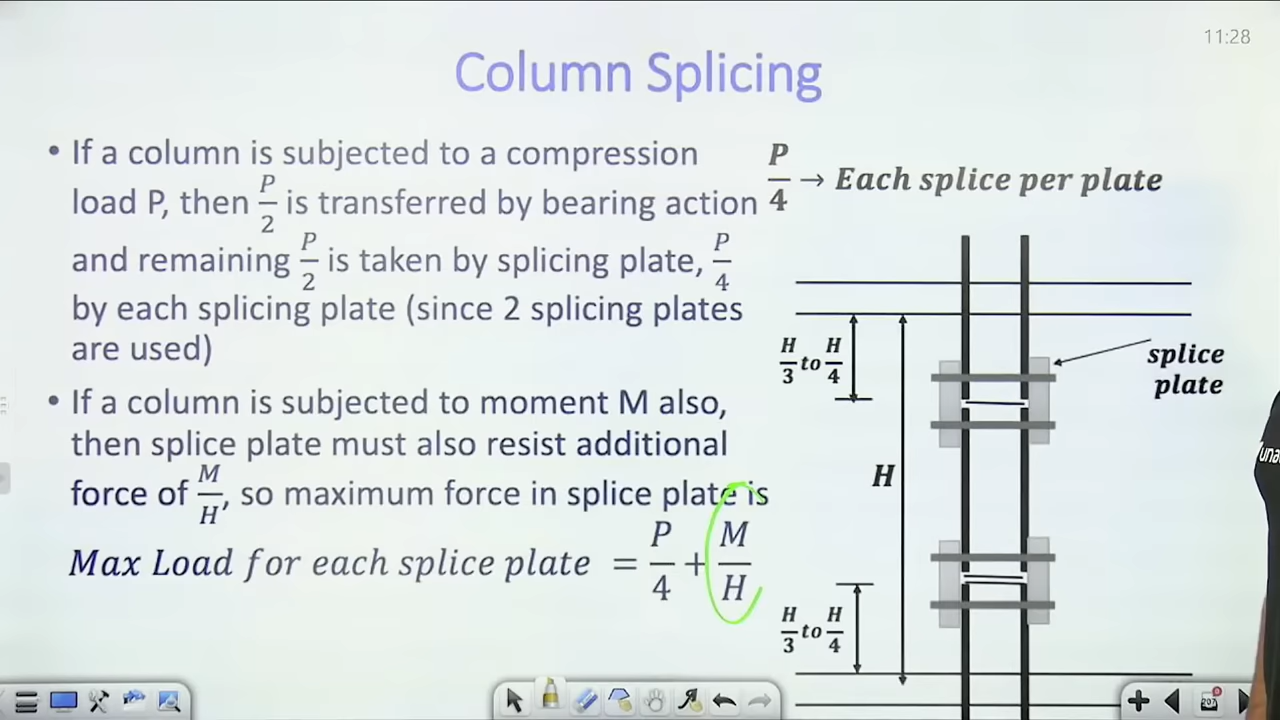 11:28
Column Splicing
• If a column is subjected to a compression
load P, then P/2 is transferred by bearing action
and remaining P/2 is taken by splicing plate, P/4
by each splicing plate (since 2 splicing plates
are used)
• If a column is subjected to moment M also,
then splice plate must also resist additional
force of M/H, so maximum force in splice plate is
Max Load for each splice plate = P/4 + M/H
P/4 → Each splice per plate
H/3 to H/4
splice
plate
H
H/3 to H/4
207